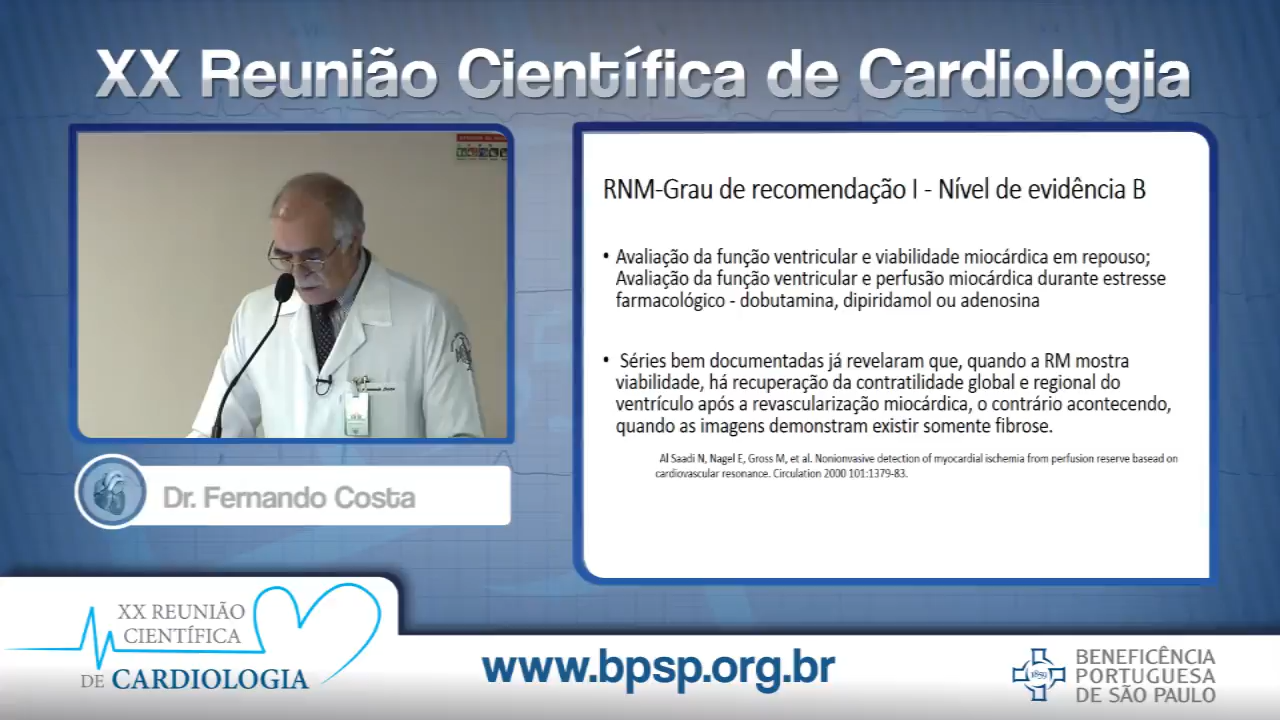 XX Reunião Científica de Cardiologia
RNM-Grau de recomendação I - Nível de evidência B
• Avaliação da função ventricular e viabilidade miocárdica em repouso;
Avaliação da função ventricular e perfusão miocárdica durante estresse
farmacológico - dobutamina, dipiridamol ou adenosina
• Séries bem documentadas já revelaram que, quando a RM mostra
viabilidade, há recuperação da contratilidade global e regional do
ventrículo após a revascularização miocárdica, o contrário acontecendo,
quando as imagens demonstram existir somente fibrose.
Al Saadi N, Nagel E, Gross M, et al. Nonionvasive detection of myocardial ischemia from perfusion reserve basead on
cardiovascular resonance. Circulation 2000 101:1379-83.
Dr. Fernando Costa
XX REUNIÃO
CIENTÍFICA
DE CARDIOLOGIA
www.bpsp.org.br
1859
BENEFICÊNCIA
PORTUGUESA
DE SÃO PAULO